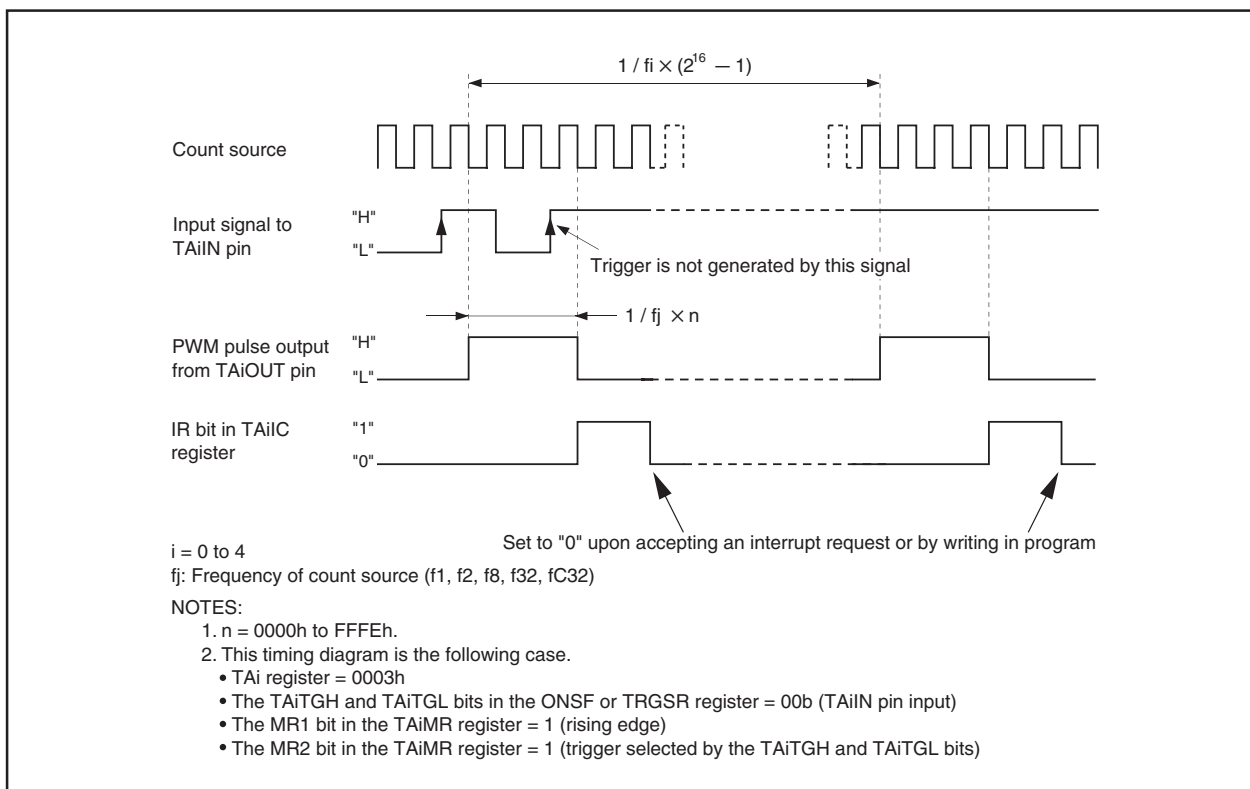 1 / fi × (2^16 — 1)
Count source
Input signal to
TAiIN pin
"H"
"L"
Trigger is not generated by this signal
1 / fj × n
PWM pulse output
from TAiOUT pin
"H"
"L"
IR bit in TAiIC
register
"1"
"0"
Set to "0" upon accepting an interrupt request or by writing in program
i = 0 to 4
fj: Frequency of count source (f1, f2, f8, f32, fC32)
NOTES:
1. n = 0000h to FFFEh.
2. This timing diagram is the following case.
• TAi register = 0003h
• The TAiTGH and TAiTGL bits in the ONSF or TRGSR register = 00b (TAiIN pin input)
• The MR1 bit in the TAiMR register = 1 (rising edge)
• The MR2 bit in the TAiMR register = 1 (trigger selected by the TAiTGH and TAiTGL bits)